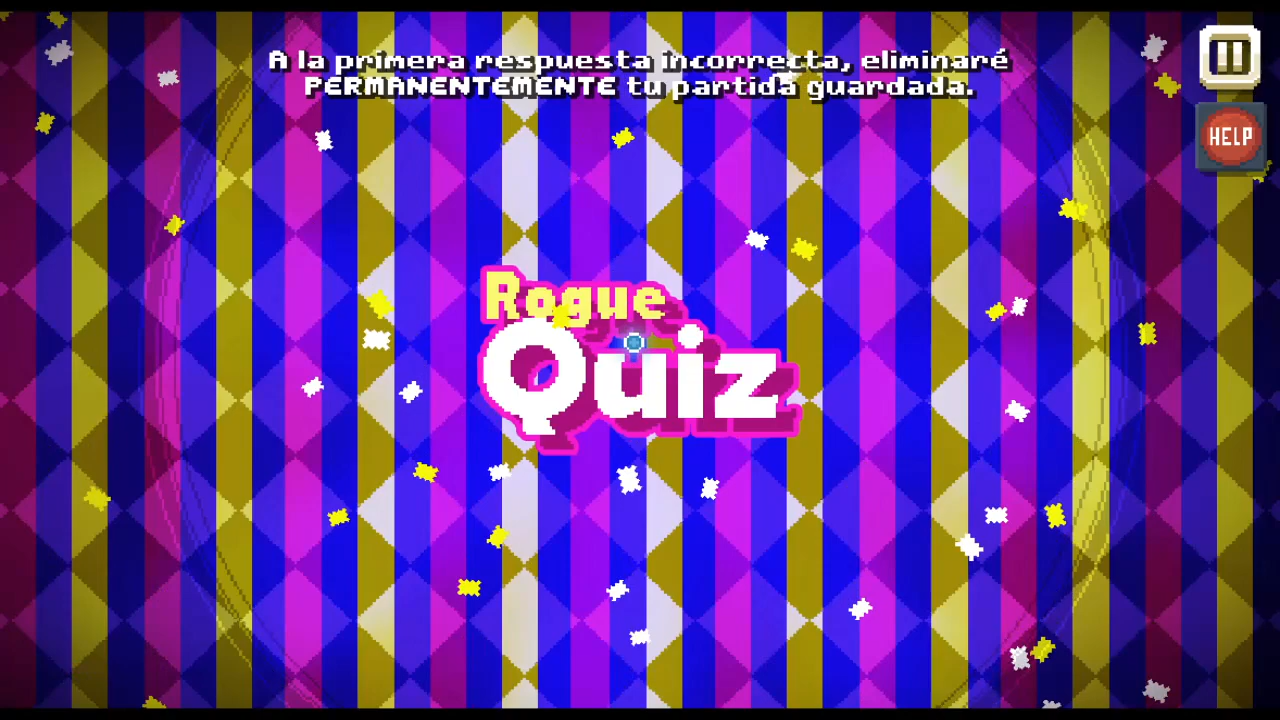 A la primera respuesta incorrecta, eliminaré
PERMANENTEMENTE tu partida guardada.
HELP
Rogue
Quiz